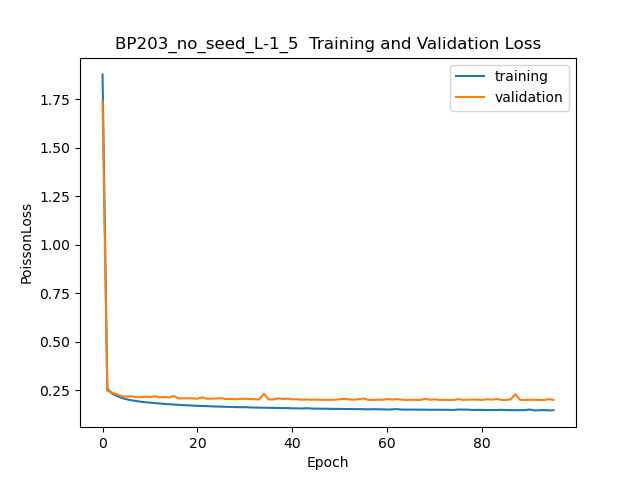 BP203_no_seed_L-1_5  Training and Validation Loss
training
validation
PoissonLoss
1.75
1.50
1.25
1.00
0.75
0.50
0.25
0
20
40
60
80
Epoch